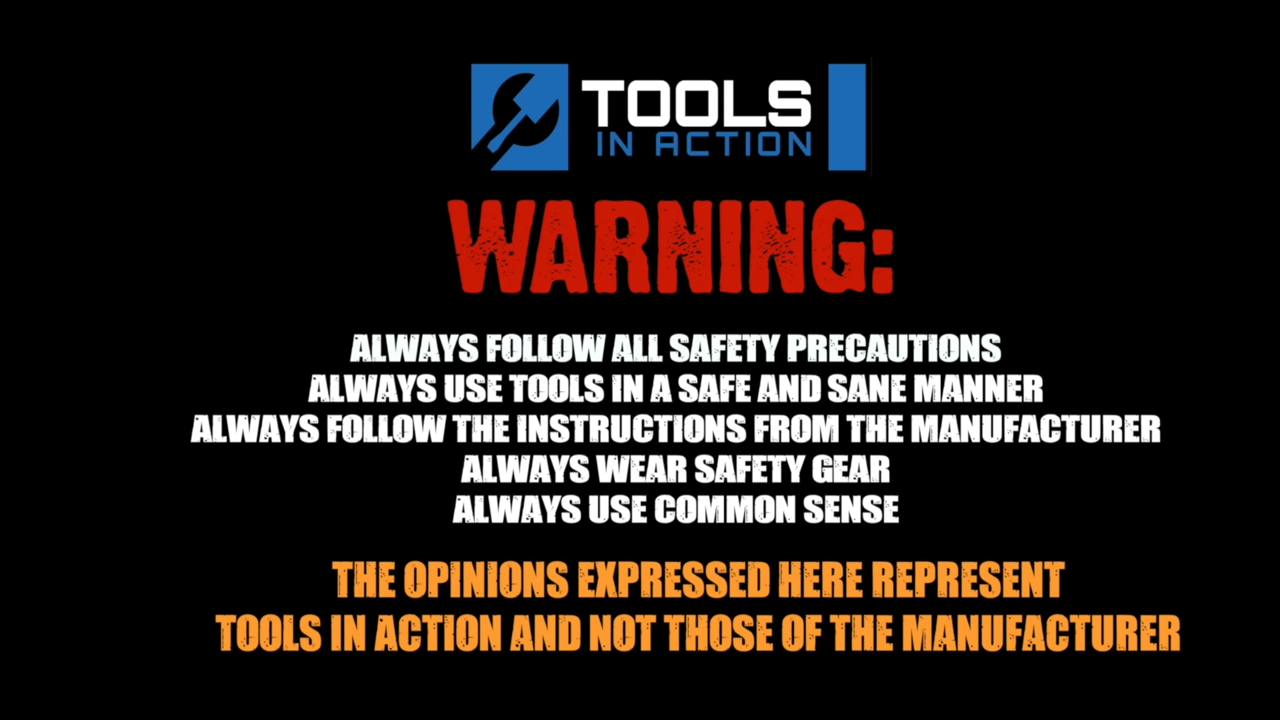 TOOLS
IN ACTION
WARNING:
ALWAYS FOLLOW ALL SAFETY PRECAUTIONS
ALWAYS USE TOOLS IN A SAFE AND SANE MANNER
ALWAYS FOLLOW THE INSTRUCTIONS FROM THE MANUFACTURER
ALWAYS WEAR SAFETY GEAR
ALWAYS USE COMMON SENSE
THE OPINIONS EXPRESSED HERE REPRESENT
TOOLS IN ACTION AND NOT THOSE OF THE MANUFACTURER